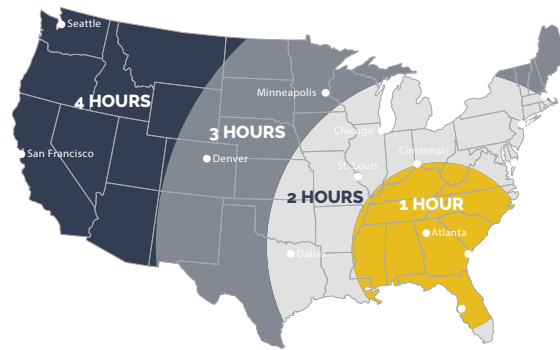 Seattle
4 HOURS
Minneapolis
3 HOURS
Chicago
San Francisco
Denver
Cincinnati
St. Louis
2 HOURS
1 HOUR
Atlanta
Dallas